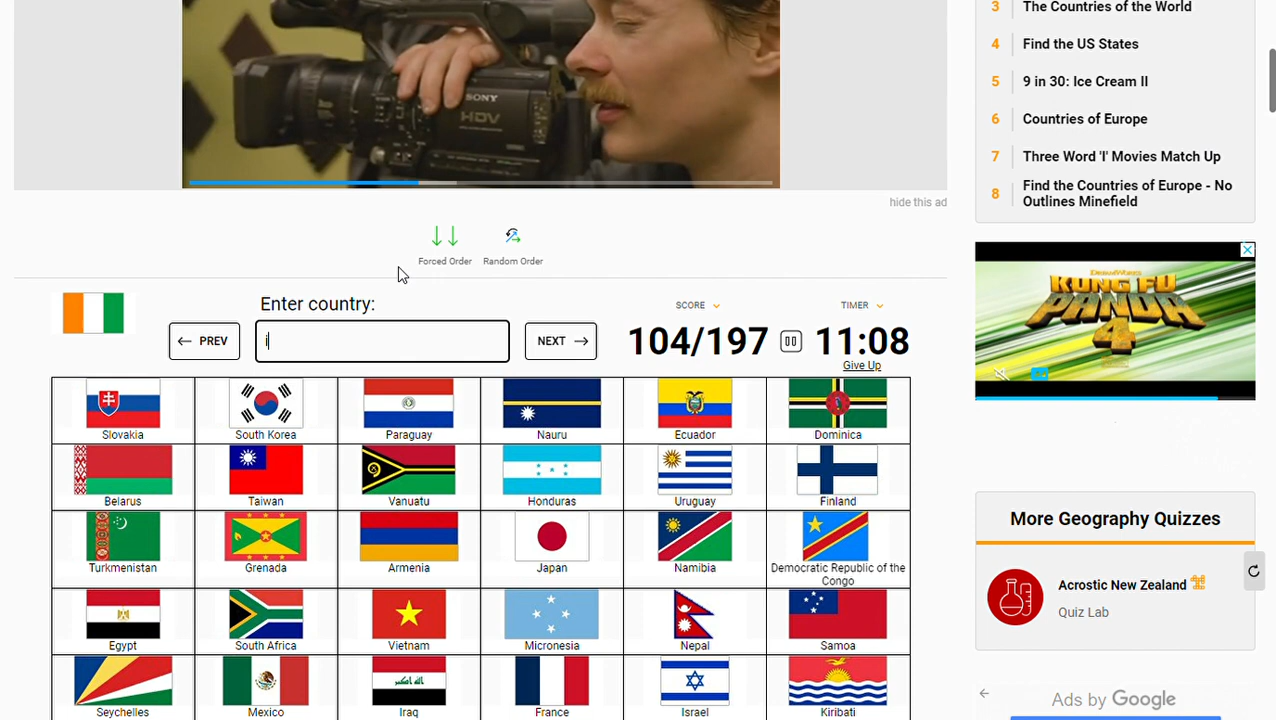 SONY
HDV
hide this ad
Forced Order
Random Order
Enter country:
PREV
i
NEXT
SCORE
104/197
TIMER
11:08
Give Up
Slovakia
South Korea
Paraguay
Nauru
Ecuador
Dominica
Belarus
Taiwan
Vanuatu
Honduras
Uruguay
Finland
Turkmenistan
Grenada
Armenia
Japan
Namibia
Democratic Republic of the
Congo
Egypt
South Africa
Vietnam
Micronesia
Nepal
Samoa
Seychelles
Mexico
Iraq
France
Israel
Kiribati
3 The Countries of the World
4 Find the US States
5 9 in 30: Ice Cream II
6 Countries of Europe
7 Three Word 'I' Movies Match Up
8 Find the Countries of Europe - No
Outlines Minefield
DREAMWORKS
KUNG FU
PANDA
4
More Geography Quizzes
Acrostic New Zealand
Quiz Lab
Ads by Google